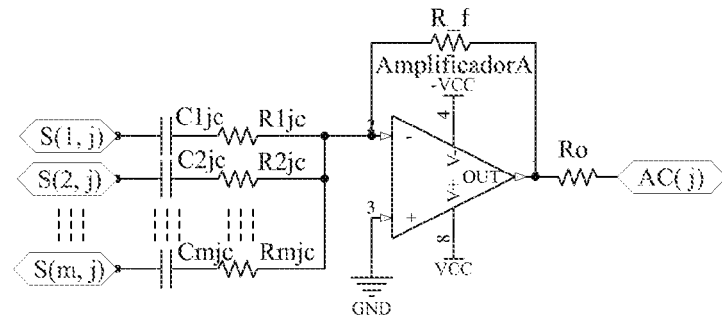 R_f
AmplificadorA
-VCC
4
C1jc R1jc
S(1, j)
2
-
V-
C2jc R2jc
S(2, j)
OUT
Ro
AC( j)
V+
3
+
8
Cmjc Rmjc
S(m, j)
GND
VCC